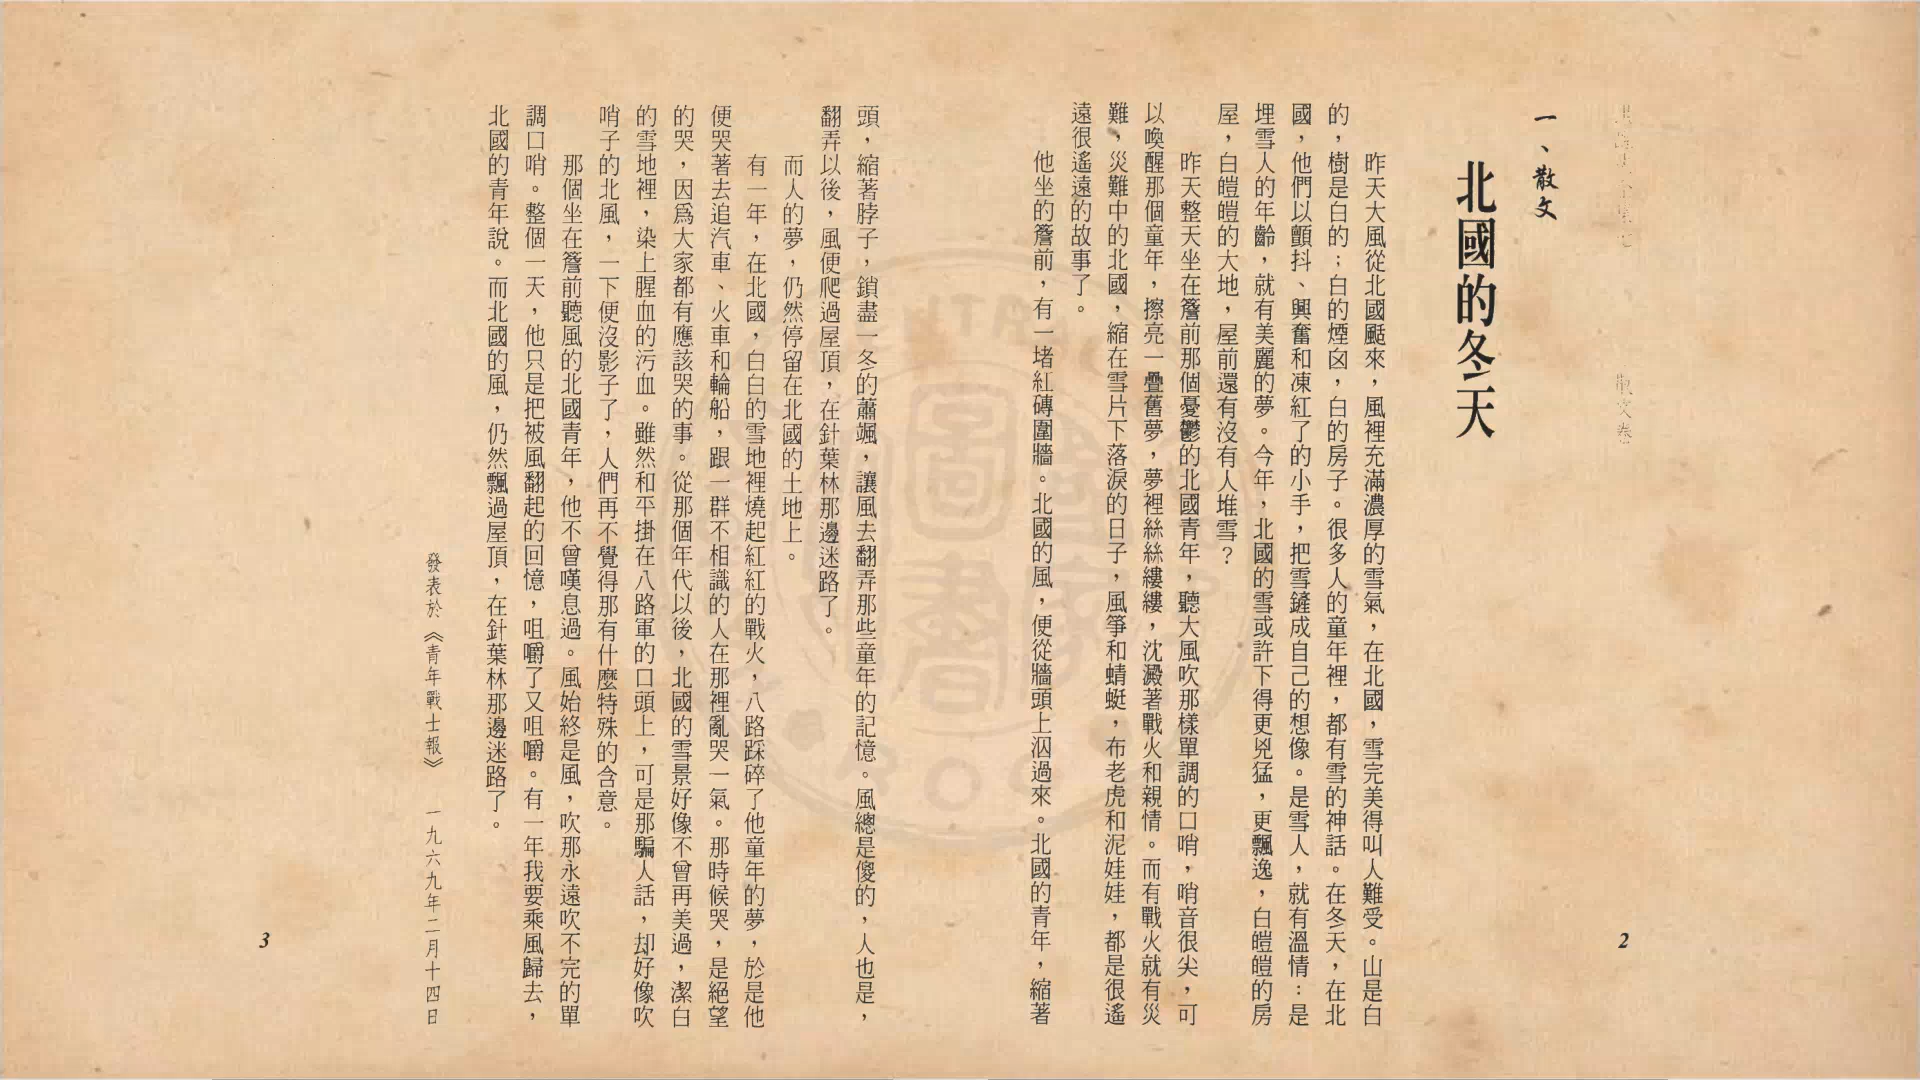 散文卷
一、散文
北國的冬天
昨天大風從北國颳來，風裡充滿濃厚的雪氣，在北國，雪完美得叫人難受。山是白
的，樹是白的；白的煙囪，白的房子。很多人的童年裡，都有雪的神話。在冬天，在北
國，他們以顫抖、興奮和凍紅了的小手，把雪鏟成自己的想像。是雪人，就有溫情：是
埋雪人的年齡，就有美麗的夢。今年，北國的雪或許下得更兇猛，更飄逸，白皚皚的房
屋，白皚皚的大地，屋前還有沒有人堆雪？
昨天整天坐在簷前那個憂鬱的北國青年，聽大風吹那樣單調的口哨，哨音很尖，可
以喚醒那個童年，擦亮一疊舊夢，夢裡絲絲縷縷，沈澱著戰火和親情。而有戰火就有災
難，災難中的北國，縮在雪片下落淚的日子，風箏和蜻蜓，布老虎和泥娃娃，都是很遙
遠很遙遠的故事了。
他坐的簷前，有一堵紅磚圍牆。北國的風，便從牆頭上泅過來。北國的青年，縮著
2
頭，縮著脖子，鎖盡一冬的蕭颯，讓風去翻弄那些童年的記憶。風總是傻的，人也是，
翻弄以後，風便爬過屋頂，在針葉林那邊迷路了。
而人的夢，仍然停留在北國的土地上。
有一年，在北國，白白的雪地裡燒起紅紅的戰火，八路踩碎了他童年的夢，於是他
便哭著去追汽車、火車和輪船，跟一群不相識的人在那裡亂哭一氣。那時候哭，是絕望
的哭，因為大家都有應該哭的事。從那個年代以後，北國的雪景好像不曾再美過，潔白
的雪地裡，染上腥血的污血。雖然和平掛在八路軍的口頭上，可是那騙人話，却好像吹
哨子的北風，一下便沒影子了，人們再不覺得那有什麼特殊的含意。
那個坐在簷前聽風的北國青年，他不曾嘆息過。風始終是風，吹那永遠吹不完的單
調口哨。整個一天，他只是把被風翻起的回憶，咀嚼了又咀嚼。有一年我要乘風歸去，
北國的青年說。而北國的風，仍然飄過屋頂，在針葉林那邊迷路了。
發表於《青年戰士報》 一九六九年二月十四日
3